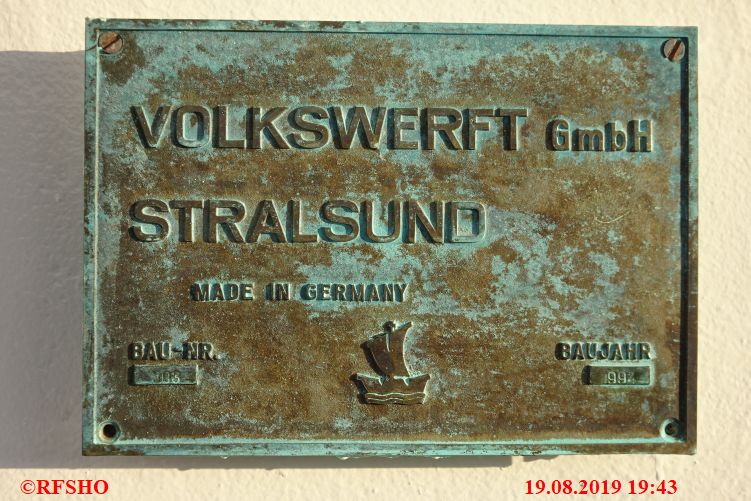 VOLKSWERFT GmbH
STRALSUND
MADE IN GERMANY
BAU-NR. BAUJAHR
©RFSHO 19.08.2019 19:43